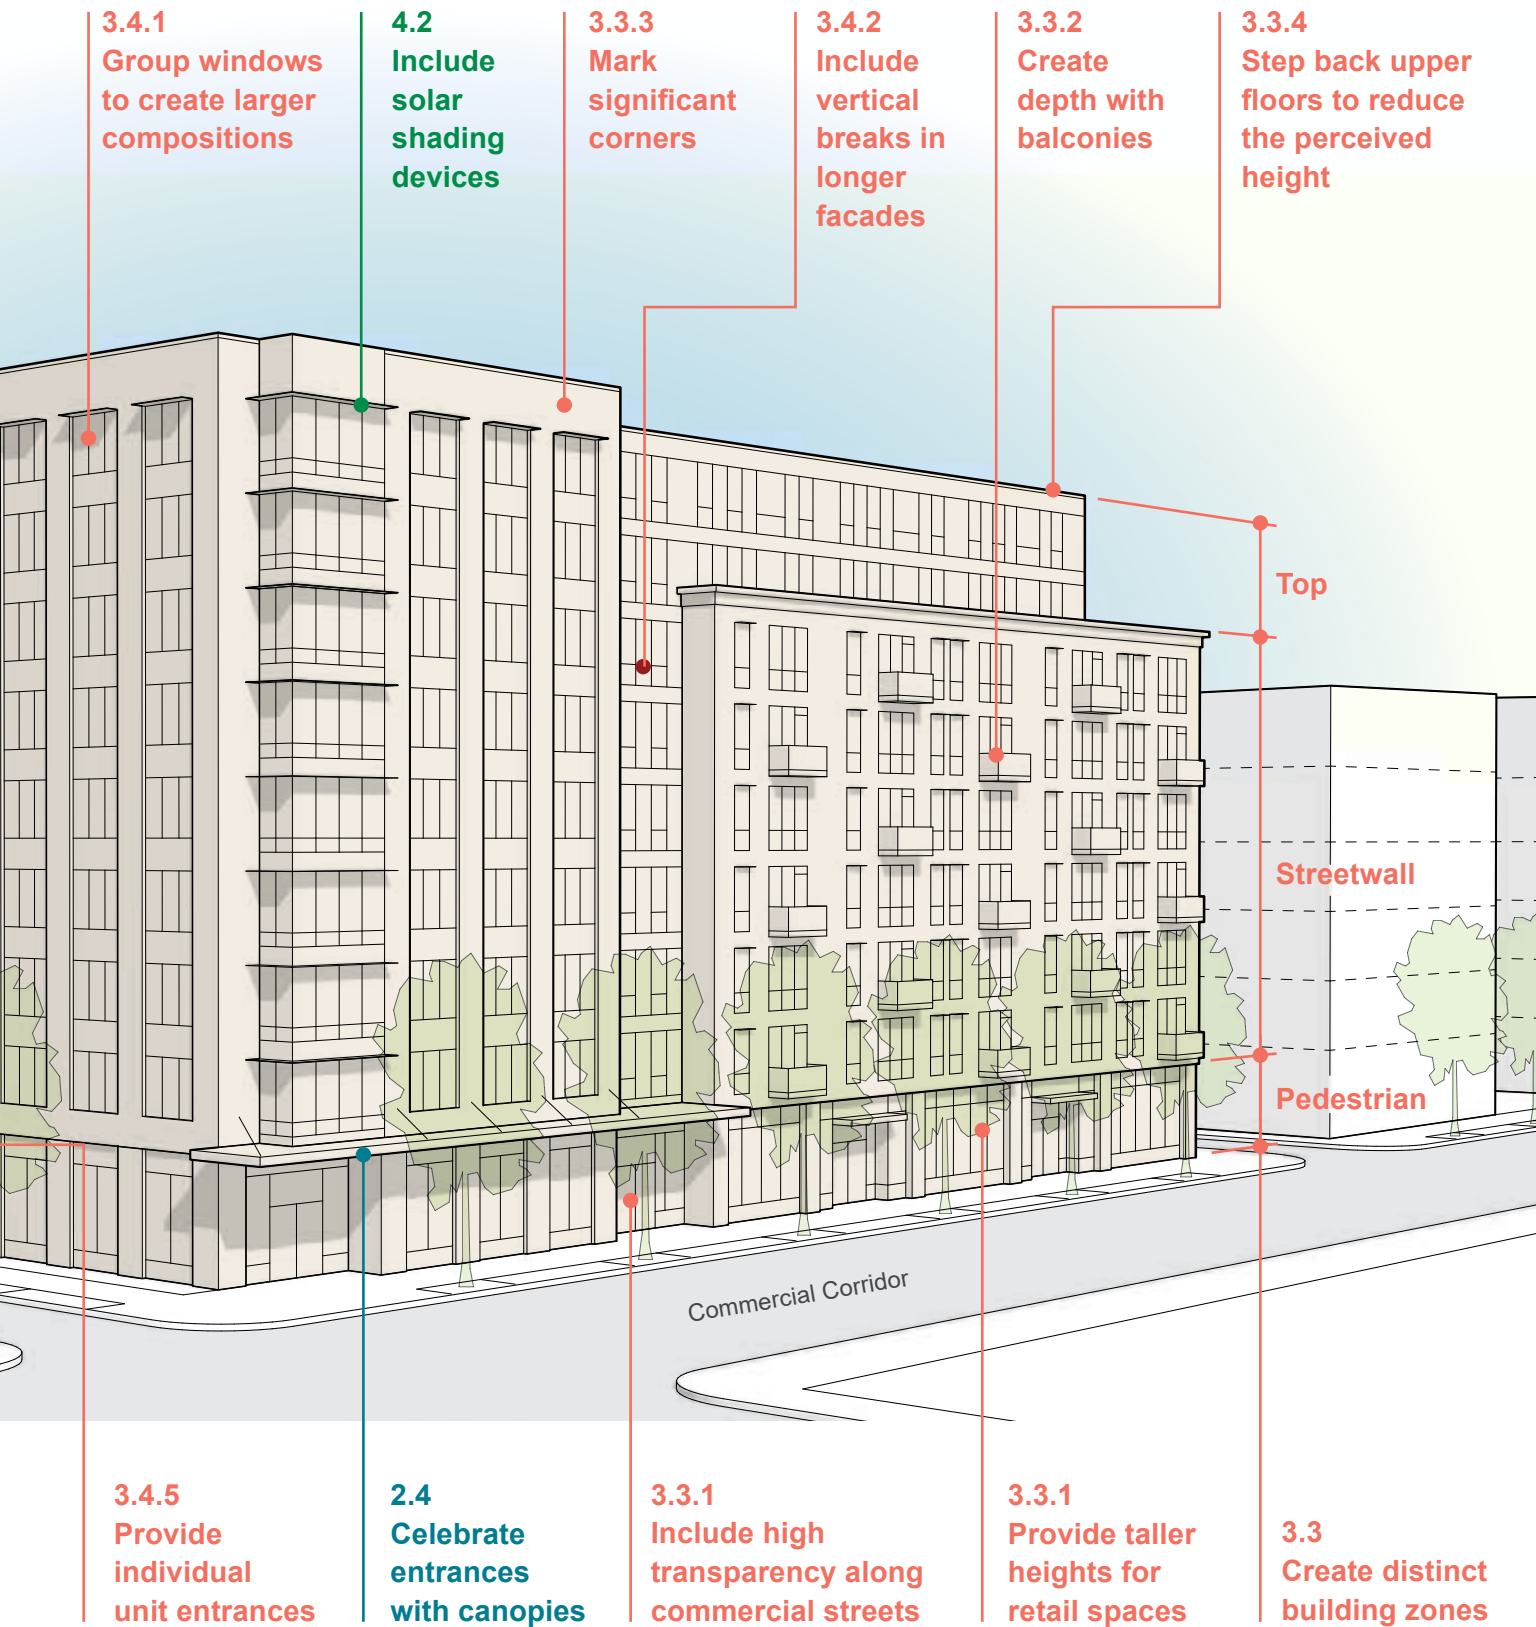 3.4.1
Group windows
to create larger
compositions
4.2
Include
solar
shading
devices
3.3.3
Mark
significant
corners
3.4.2
Include
vertical
breaks in
longer
facades
3.3.2
Create
depth with
balconies
3.3.4
Step back upper
floors to reduce
the perceived
height
Top
Streetwall
Pedestrian
Commercial Corridor
3.4.5
Provide
individual
unit entrances
2.4
Celebrate
entrances
with canopies
3.3.1
Include high
transparency along
commercial streets
3.3.1
Provide taller
heights for
retail spaces
3.3
Create distinct
building zones